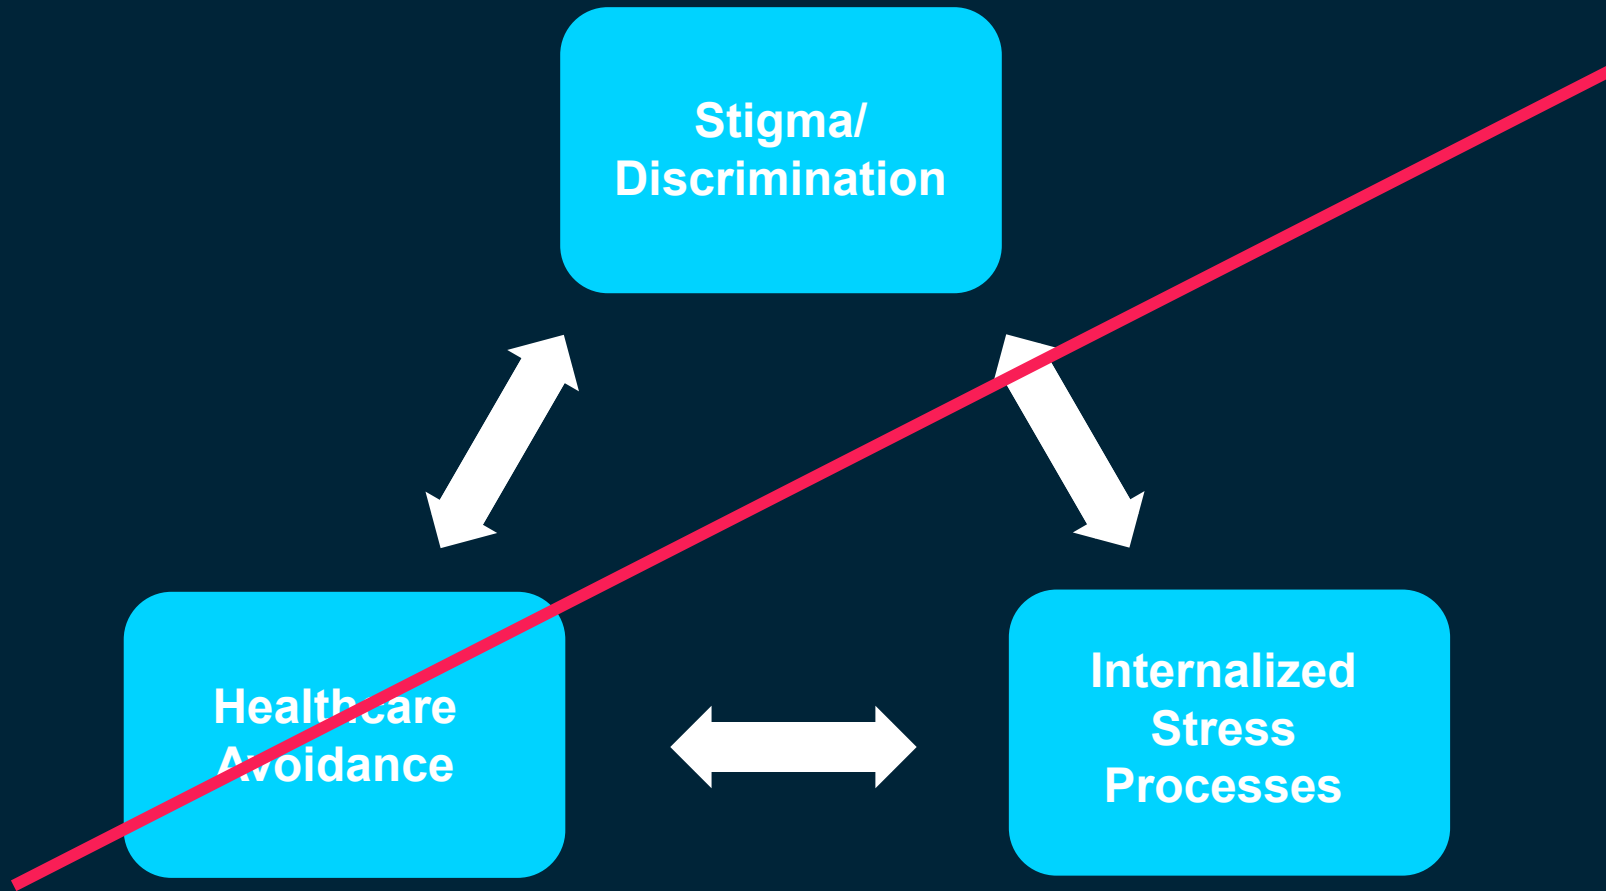 Stigma/
Discrimination
Healthcare
Avoidance
Internalized
Stress
Processes